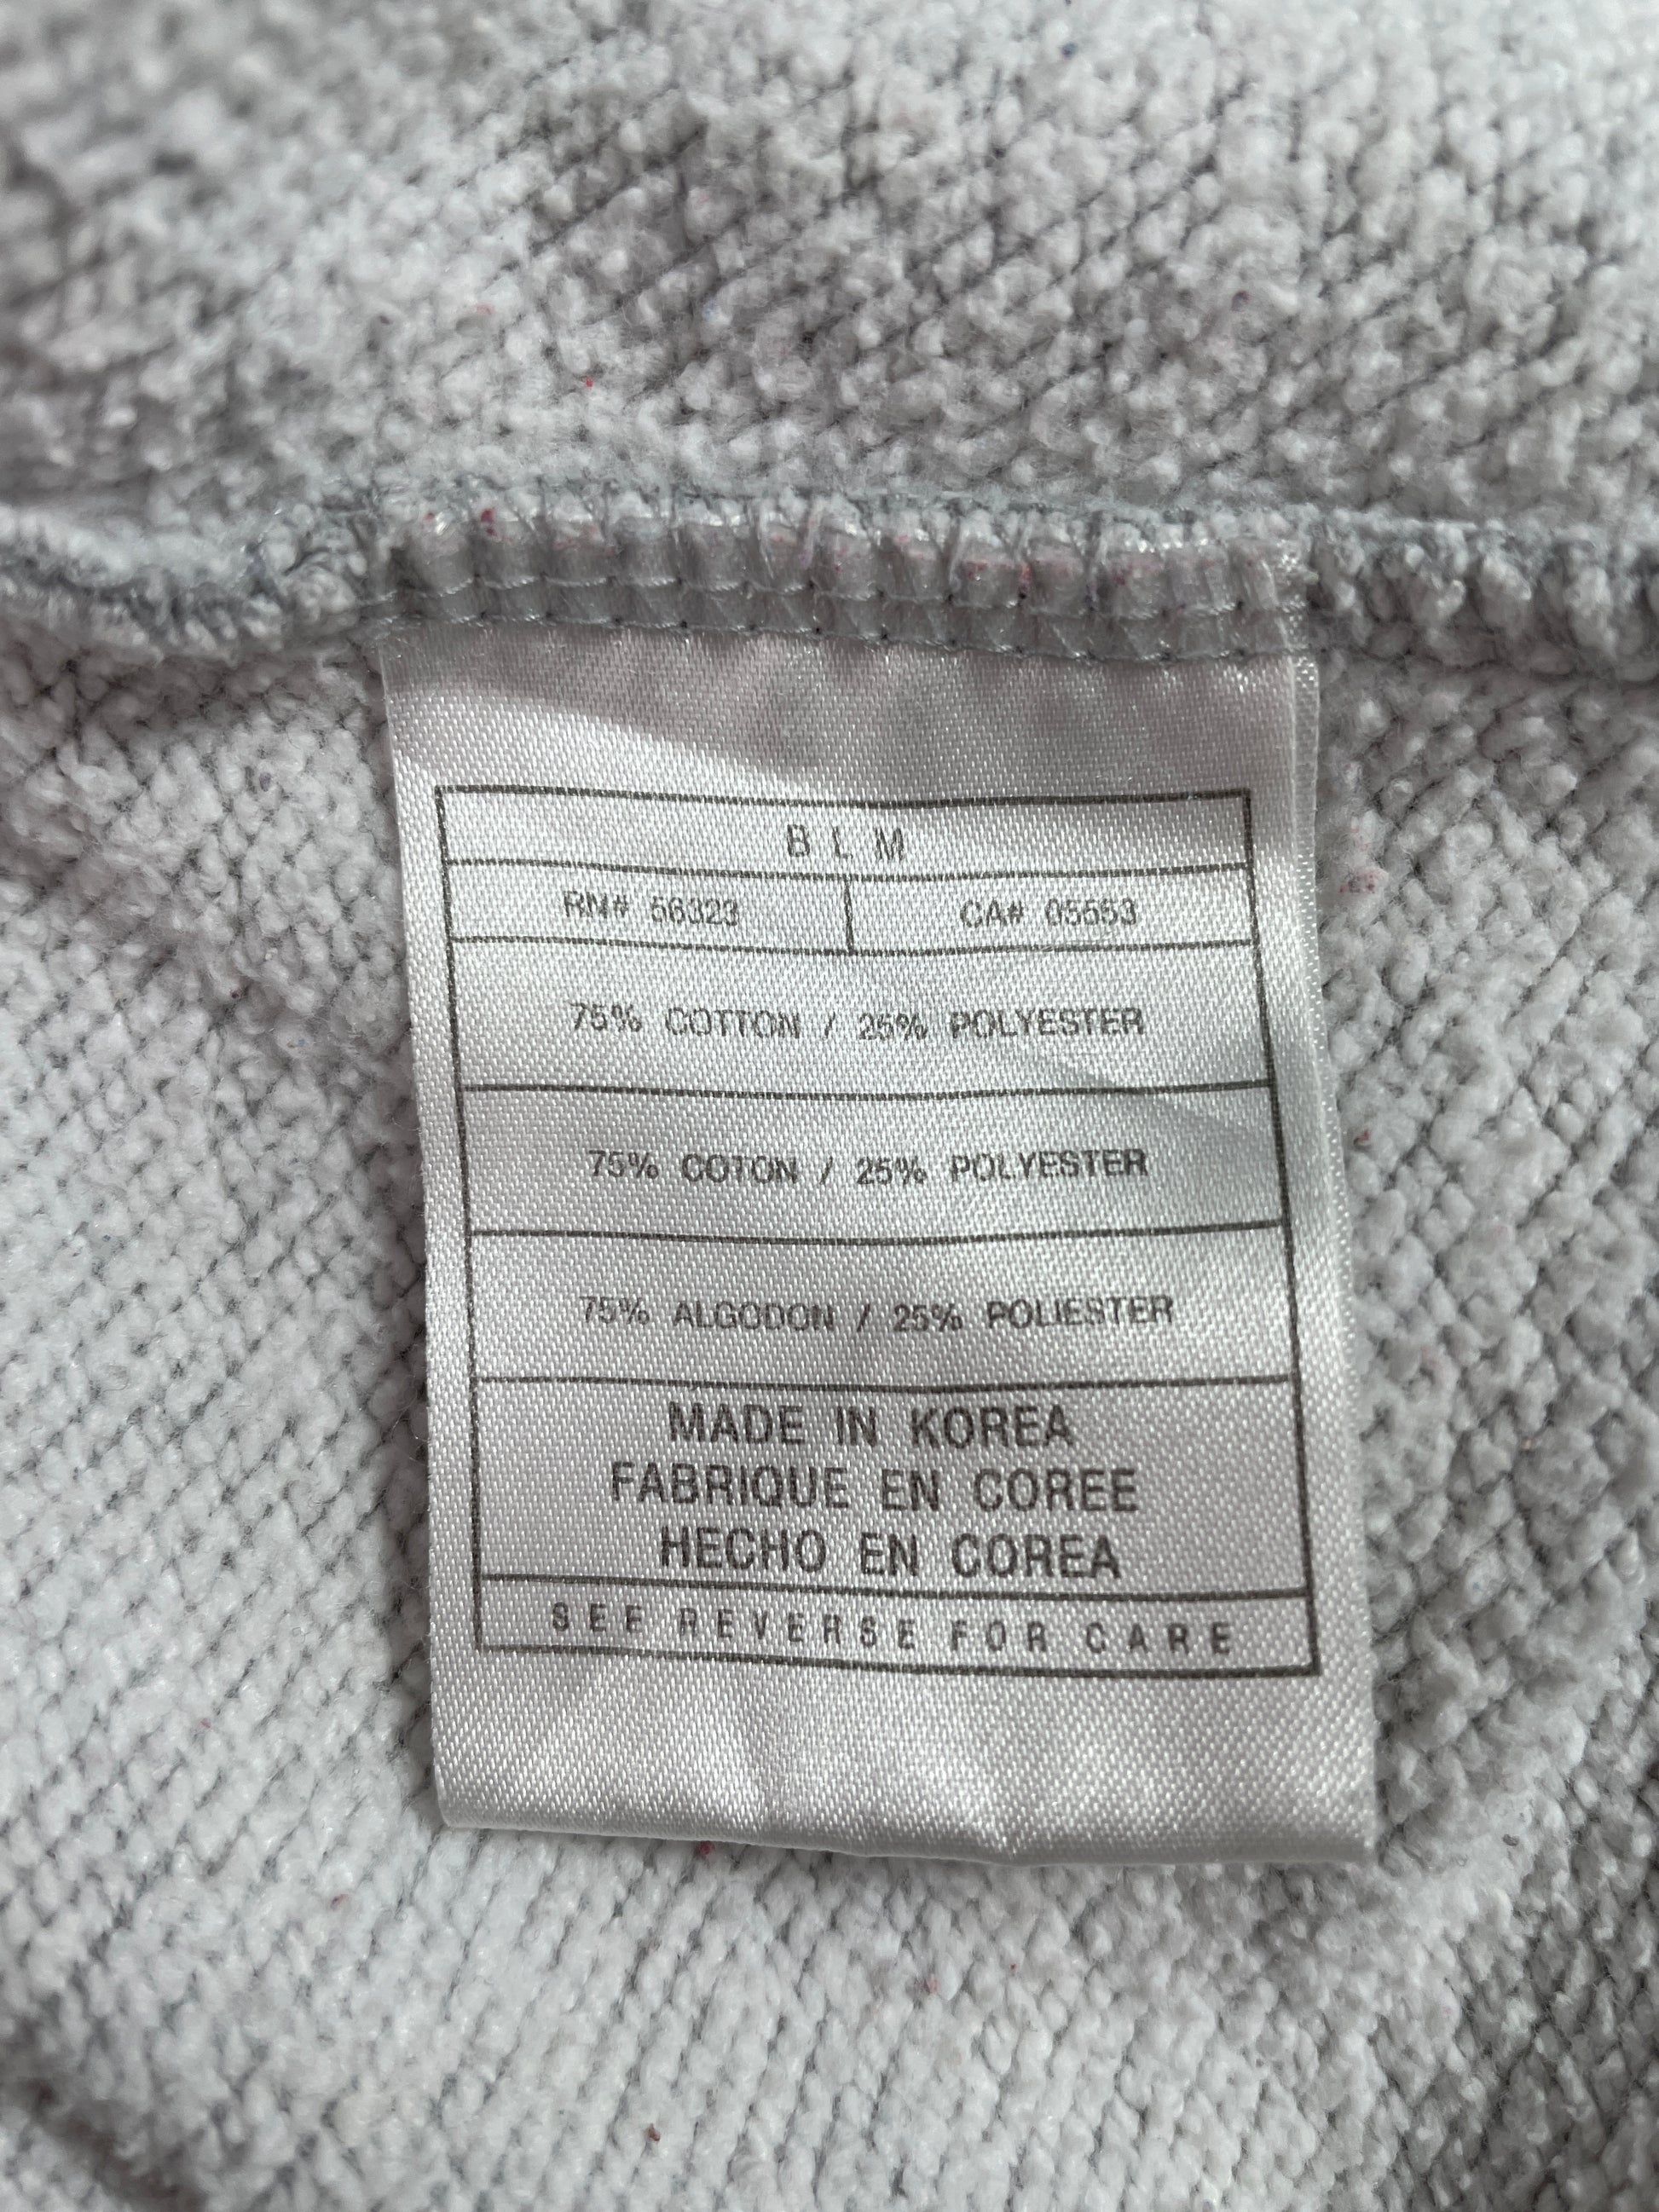 B L M
RN# 56323 CA# 05553
75% COTTON / 25% POLYESTER
75% COTON / 25% POLYESTER
75% ALGODON / 25% POLIESTER
MADE IN KOREA
FABRIQUE EN COREE
HECHO EN COREA
SEE REVERSE FOR CARE